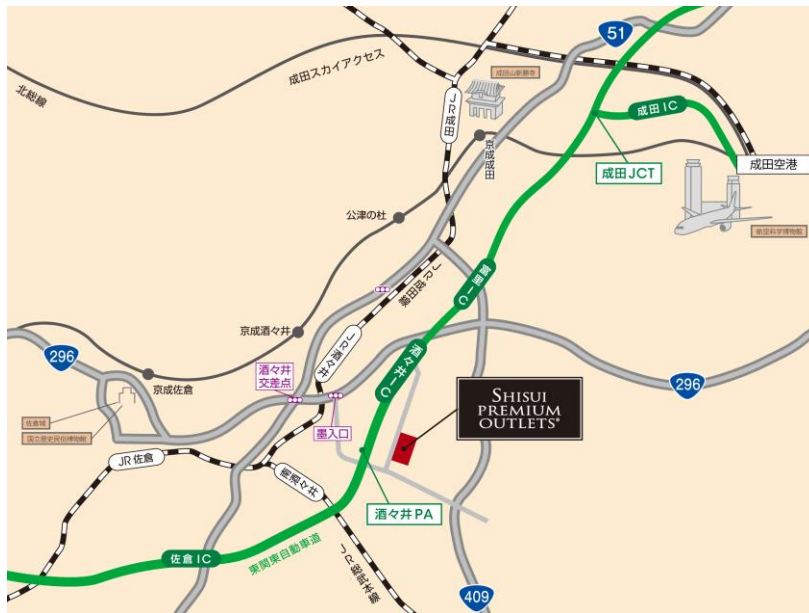 51
北総線
成田スカイアクセス
成田山新勝寺
JR成田
成田IC
京成成田
成田空港
成田JCT
航空科学博物館
公津の杜
JR成田線
富里IC
京成酒々井
JR酒々井
酒々井IC
296
京成佐倉
酒々井
交差点
296
SHISUI
PREMIUM
OUTLETS®
佐倉城
国立歴史民俗博物館
墨入口
JR佐倉
南酒々井
酒々井PA
佐倉IC
東関東自動車道
JR総武本線
409